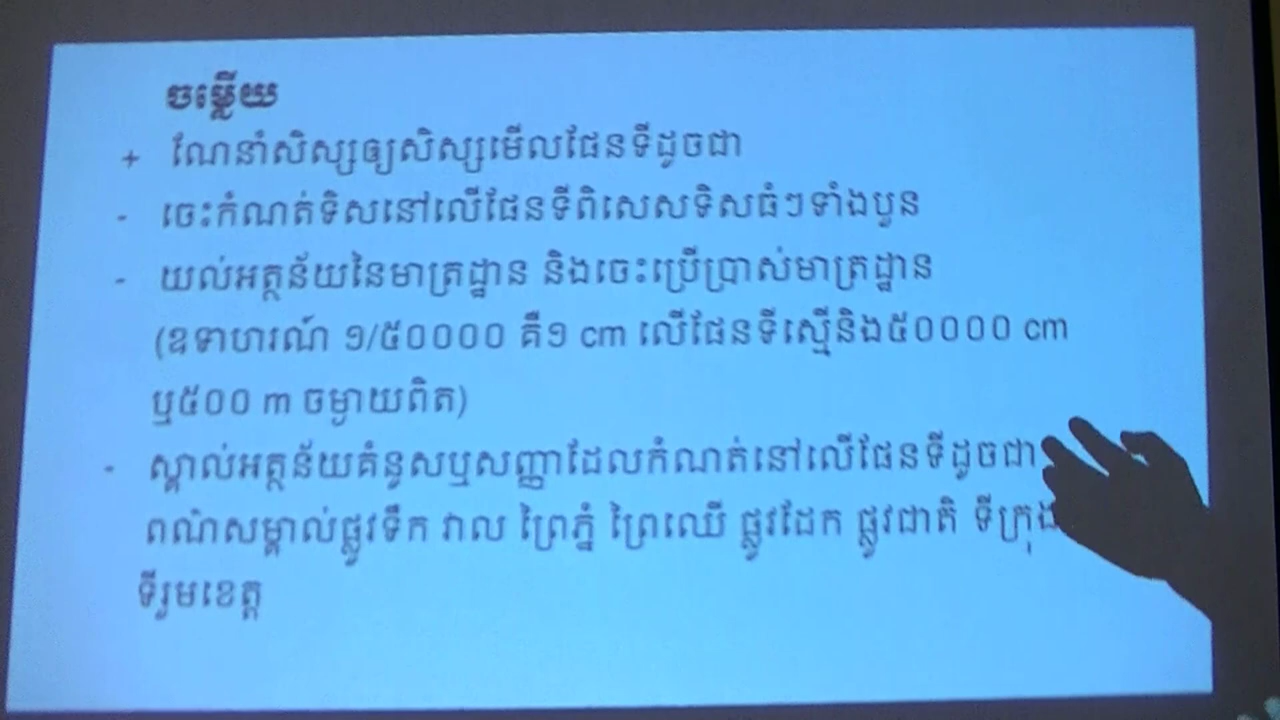 ចម្លើយ
+ ណែនាំសិស្សឲ្យសិស្សមើលផែនទីដូចជា
- ចេះកំណត់ទិសនៅលើផែនទីពិសេសទិសធំៗទាំងបួន
- យល់អត្ថន័យនៃមាត្រដ្ឋាន និងចេះប្រើប្រាស់មាត្រដ្ឋាន
(ឧទាហរណ៍ ១/៥០០០០ គឺ១ cm លើផែនទីស្មើនិង៥០០០០ cm
ឬ៥០០ m ចម្ងាយពិត)
- ស្គាល់អត្ថន័យគំនូសឬសញ្ញាដែលកំណត់នៅលើផែនទីដូចជា
ពណ៌សម្គាល់ផ្លូវទឹក វាល ព្រៃភ្នំ ព្រៃឈើ ផ្លូវដែក ផ្លូវជាតិ ទីក្រុង
ទីរួមខេត្ត